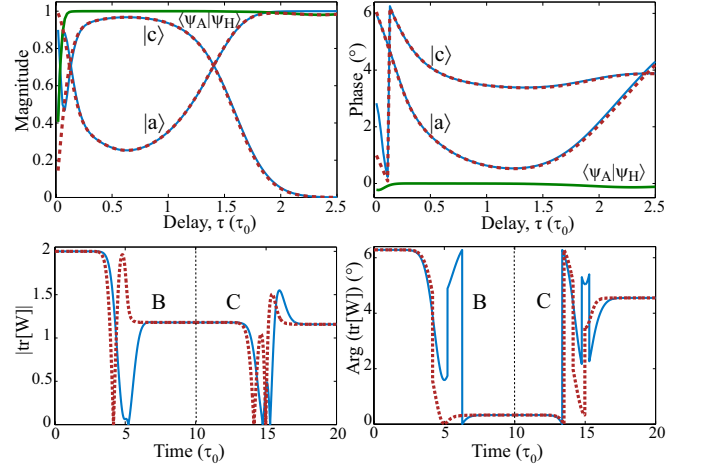 Magnitude
1
0.8
0.6
0.4
0.2
0
|c⟩
⟨ψA|ψH⟩
|a⟩
0 0.5 1 1.5 2 2.5
Delay, τ (τ0)
Phase (°)
6
4
2
0
|c⟩
|a⟩
⟨ψA|ψH⟩
0 0.5 1 1.5 2 2.5
Delay, τ (τ0)
|tr[W]|
2
1.5
1
0.5
0
B C
0 5 10 15 20
Time (τ0)
Arg (tr[W]) (°)
6
4
2
0
B C
0 5 10 15 20
Time (τ0)